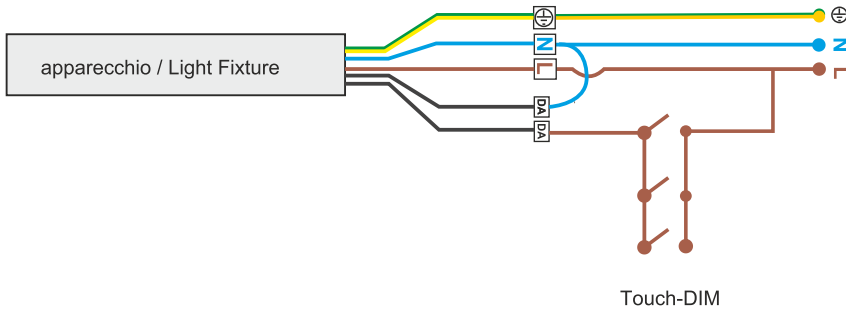 apparecchio / Light Fixture
N
N
L
L
DA
DA
Touch-DIM